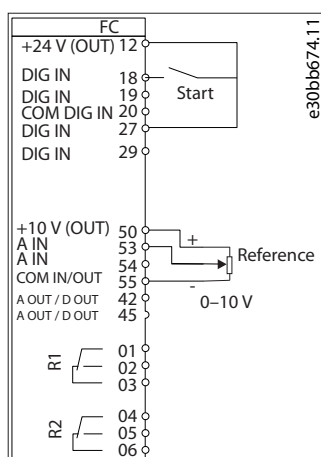 FC
+24 V (OUT) 12
DIG IN 18
DIG IN 19
COM DIG IN 20
DIG IN 27
DIG IN 29
Start
+10 V (OUT) 50
A IN 53
A IN 54
COM IN/OUT 55
A OUT / D OUT 42
A OUT / D OUT 45
+
Reference
-
0–10 V
R1
01
02
03
R2
04
05
06
e30bb674.11